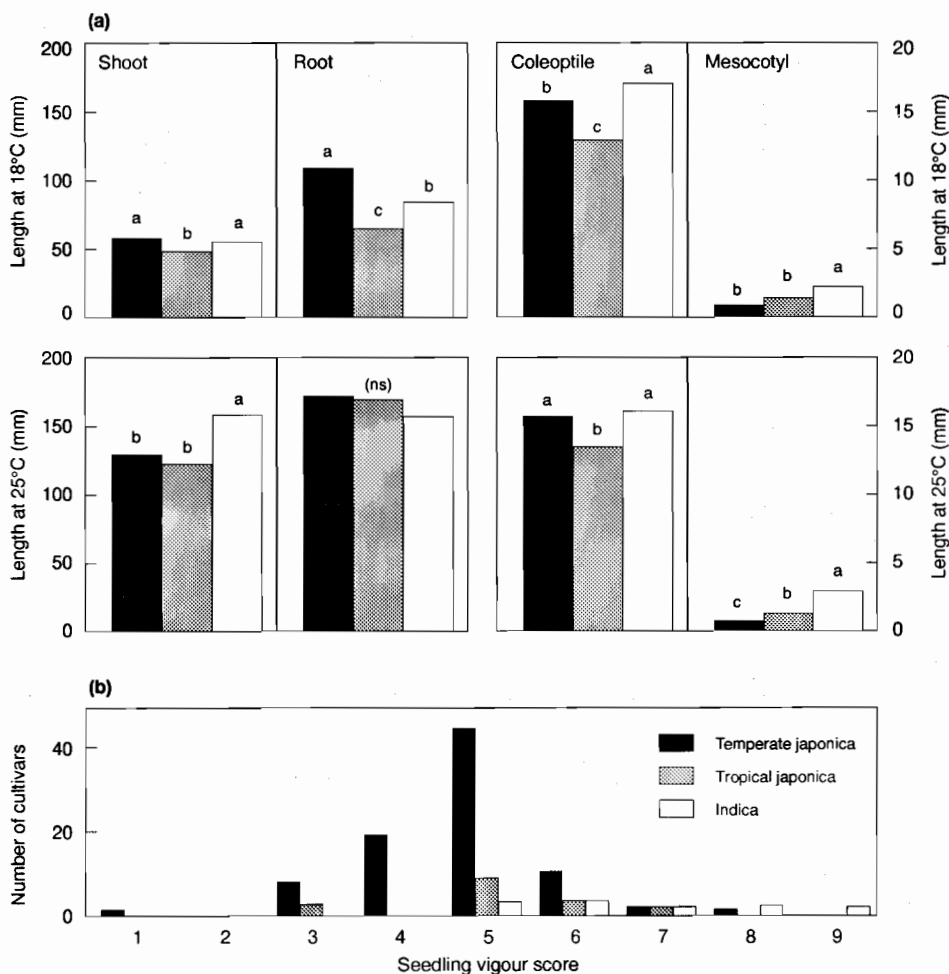 (a)
Shoot Root Coleoptile Mesocotyl
Length at 18°C (mm)
200
150
100
50
0
a b a
a c b
b c a
b b a
20
15
10
5
0
Length at 18°C (mm)
Length at 25°C (mm)
200
150
100
50
0
b b a
(ns)
a b a
c b a
20
15
10
5
0
Length at 25°C (mm)
(b)
Number of cultivars
40
20
0
Temperate japonica
Tropical japonica
Indica
1 2 3 4 5 6 7 8 9
Seedling vigour score